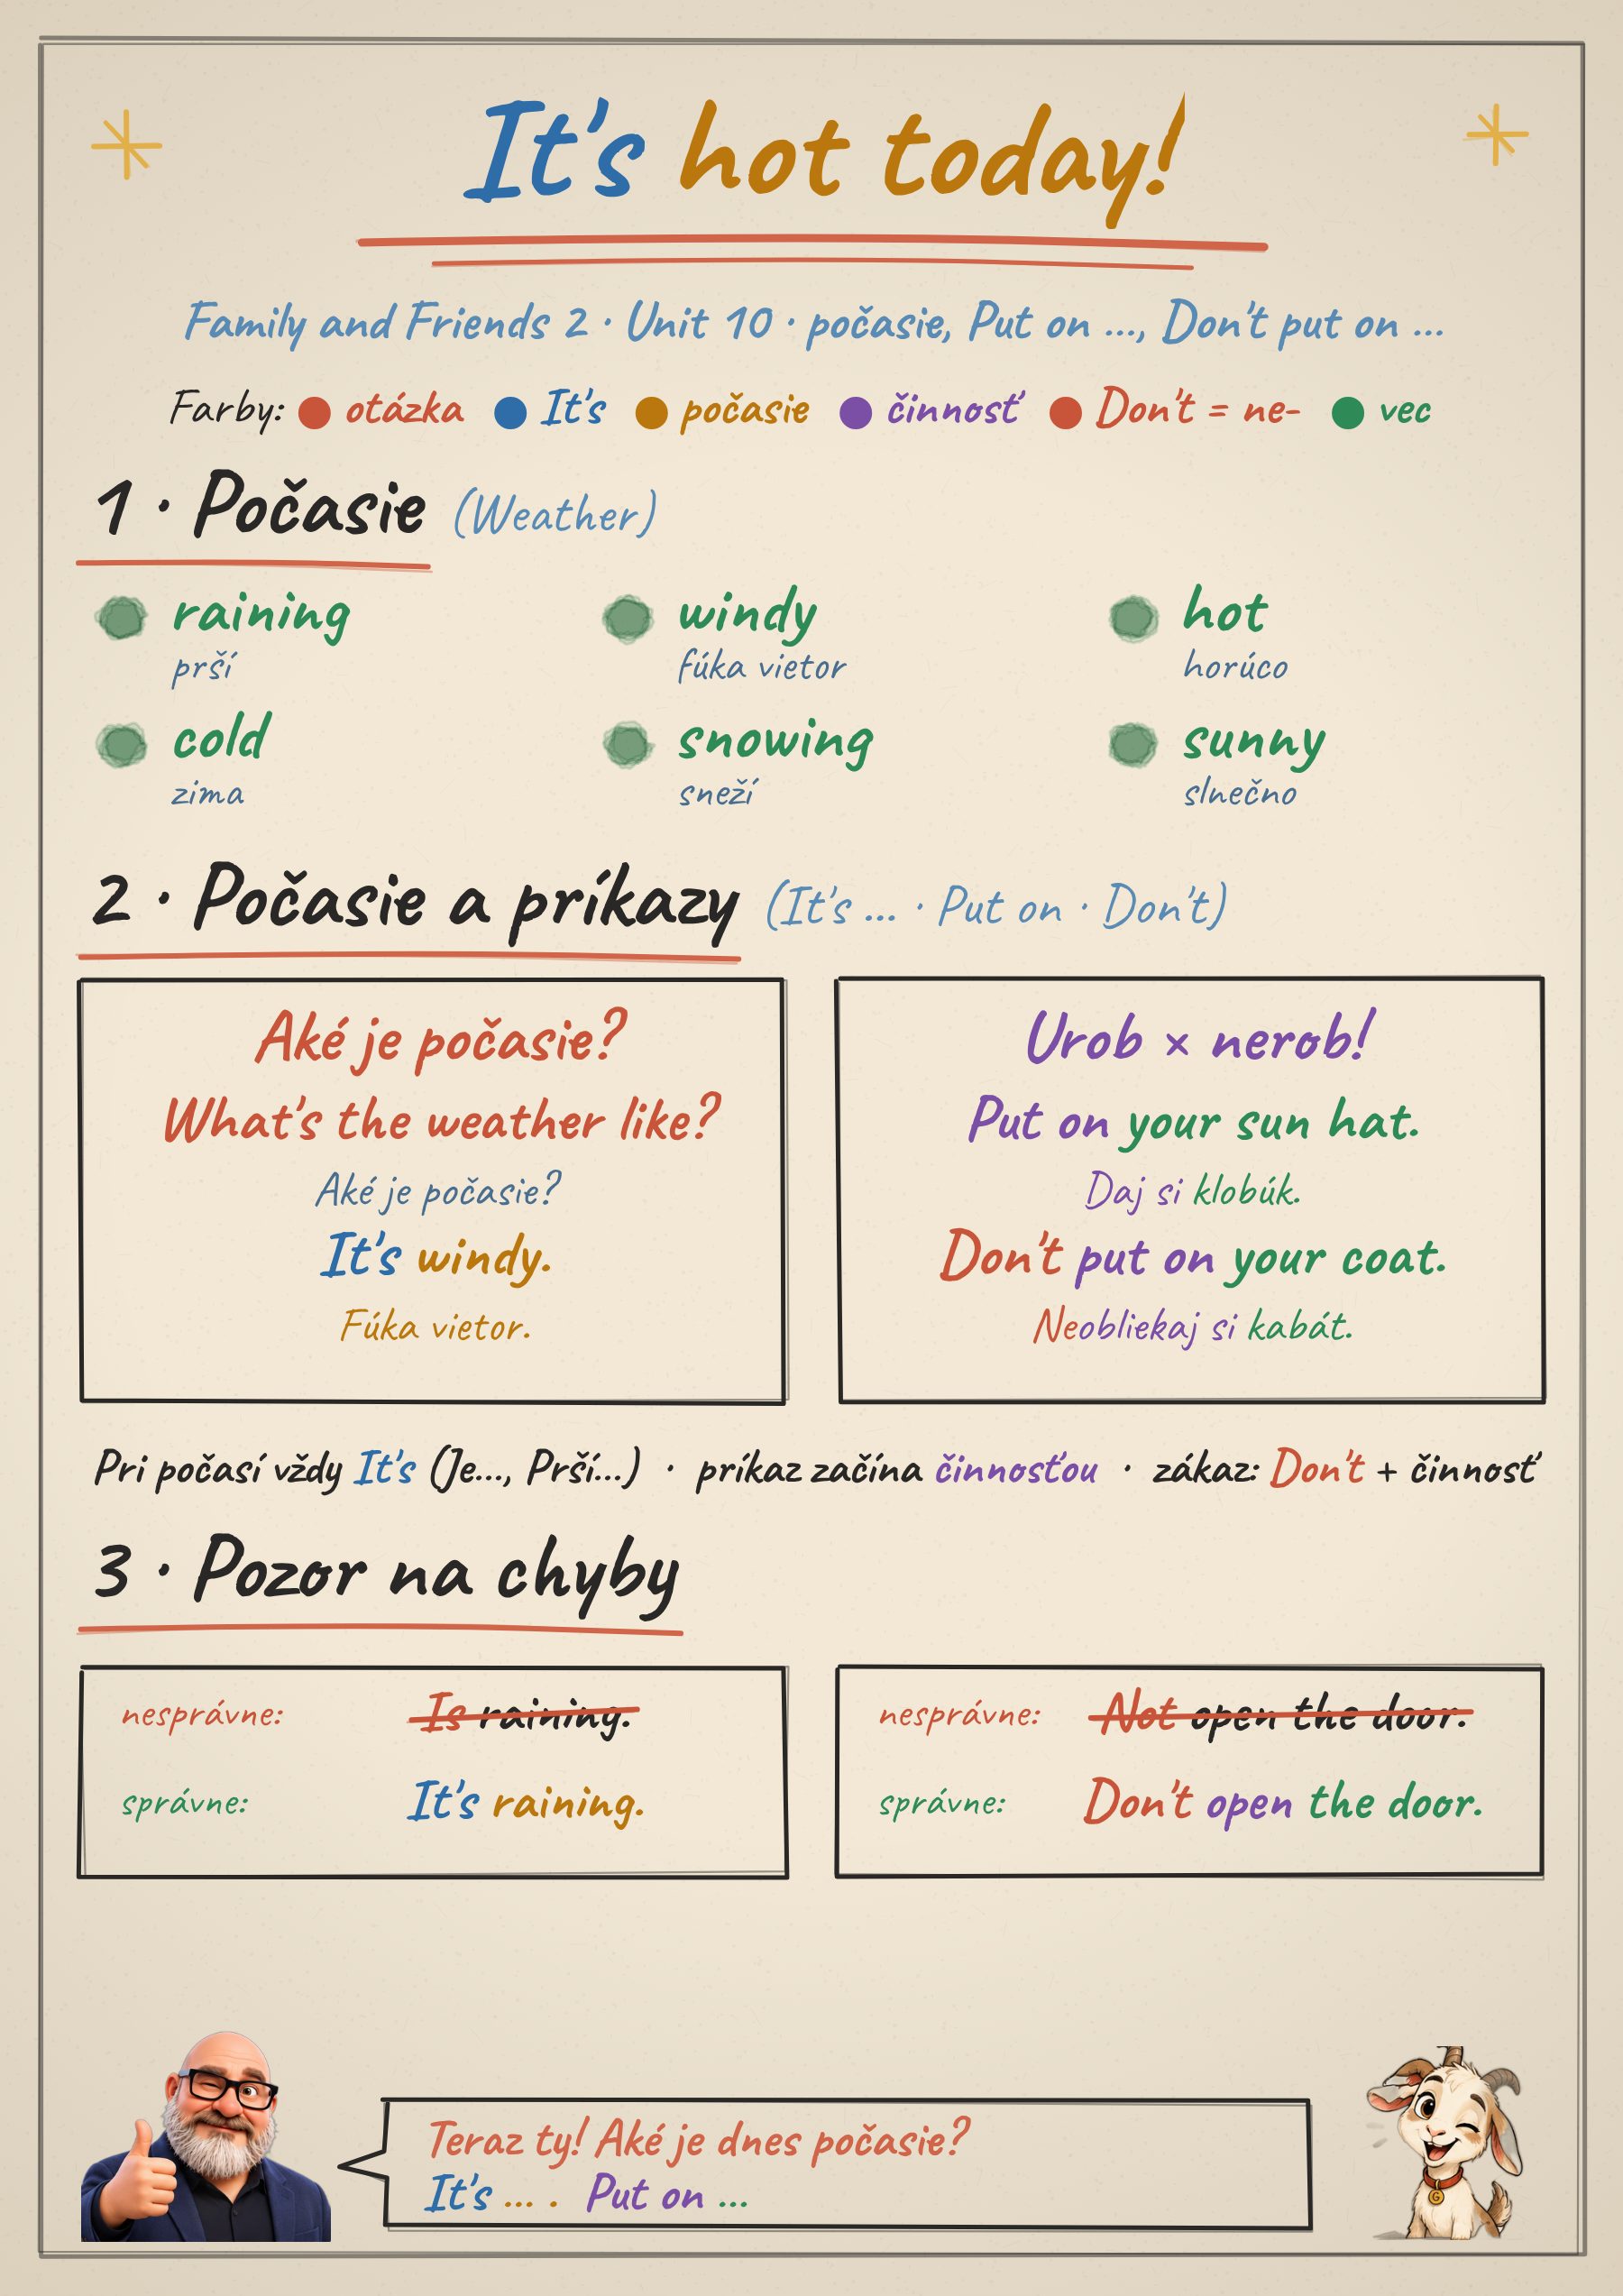 It's hot today!
Family and Friends 2 · Unit 10 · počasie, Put on ..., Don't put on ...
Farby: otázka It's počasie činnosť Don't = ne- vec
1 · Počasie (Weather)
raining windy hot
prší fúka vietor horúco
cold snowing sunny
zima sneží slnečno
2 · Počasie a príkazy (It's ... · Put on · Don't)
Aké je počasie?
What's the weather like?
Aké je počasie?
It's windy.
Fúka vietor.
Urob × nerob!
Put on your sun hat.
Daj si klobúk.
Don't put on your coat.
Neobliekaj si kabát.
Pri počasí vždy It's (Je..., Prší...) · príkaz začína činnosťou · zákaz: Don't + činnosť
3 · Pozor na chyby
nesprávne: Is raining.
správne: It's raining.
nesprávne: Not open the door.
správne: Don't open the door.
Teraz ty! Aké je dnes počasie?
It's ... . Put on ...
G